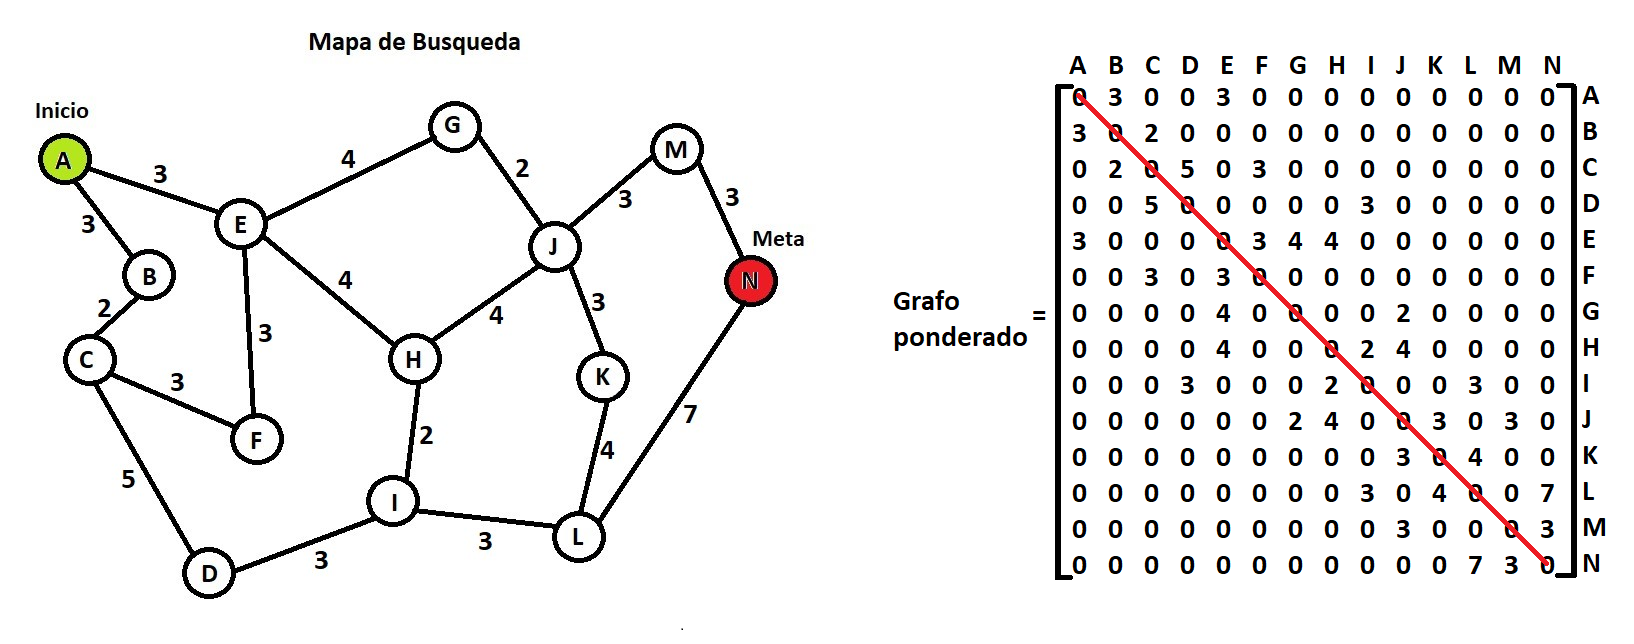 Mapa de Busqueda
Inicio
A
3
3
E
B
2
C
3
F
3
5
D
3
4
G
2
4
H
4
2
I
3
J
3
M
3
Meta
N
3
K
4
7
L
Grafo
ponderado =
A B C D E F G H I J K L M N
0 3 0 0 3 0 0 0 0 0 0 0 0 0 A
3 0 2 0 0 0 0 0 0 0 0 0 0 0 B
0 2 0 5 0 3 0 0 0 0 0 0 0 0 C
0 0 5 0 0 0 0 0 3 0 0 0 0 0 D
3 0 0 0 0 3 4 4 0 0 0 0 0 0 E
0 0 3 0 3 0 0 0 0 0 0 0 0 0 F
0 0 0 0 4 0 0 0 0 2 0 0 0 0 G
0 0 0 0 4 0 0 0 2 4 0 0 0 0 H
0 0 0 3 0 0 0 2 0 0 0 3 0 0 I
0 0 0 0 0 0 2 4 0 0 3 0 3 0 J
0 0 0 0 0 0 0 0 0 3 0 4 0 0 K
0 0 0 0 0 0 0 0 3 0 4 0 0 7 L
0 0 0 0 0 0 0 0 0 3 0 0 0 3 M
0 0 0 0 0 0 0 0 0 0 0 7 3 0 N